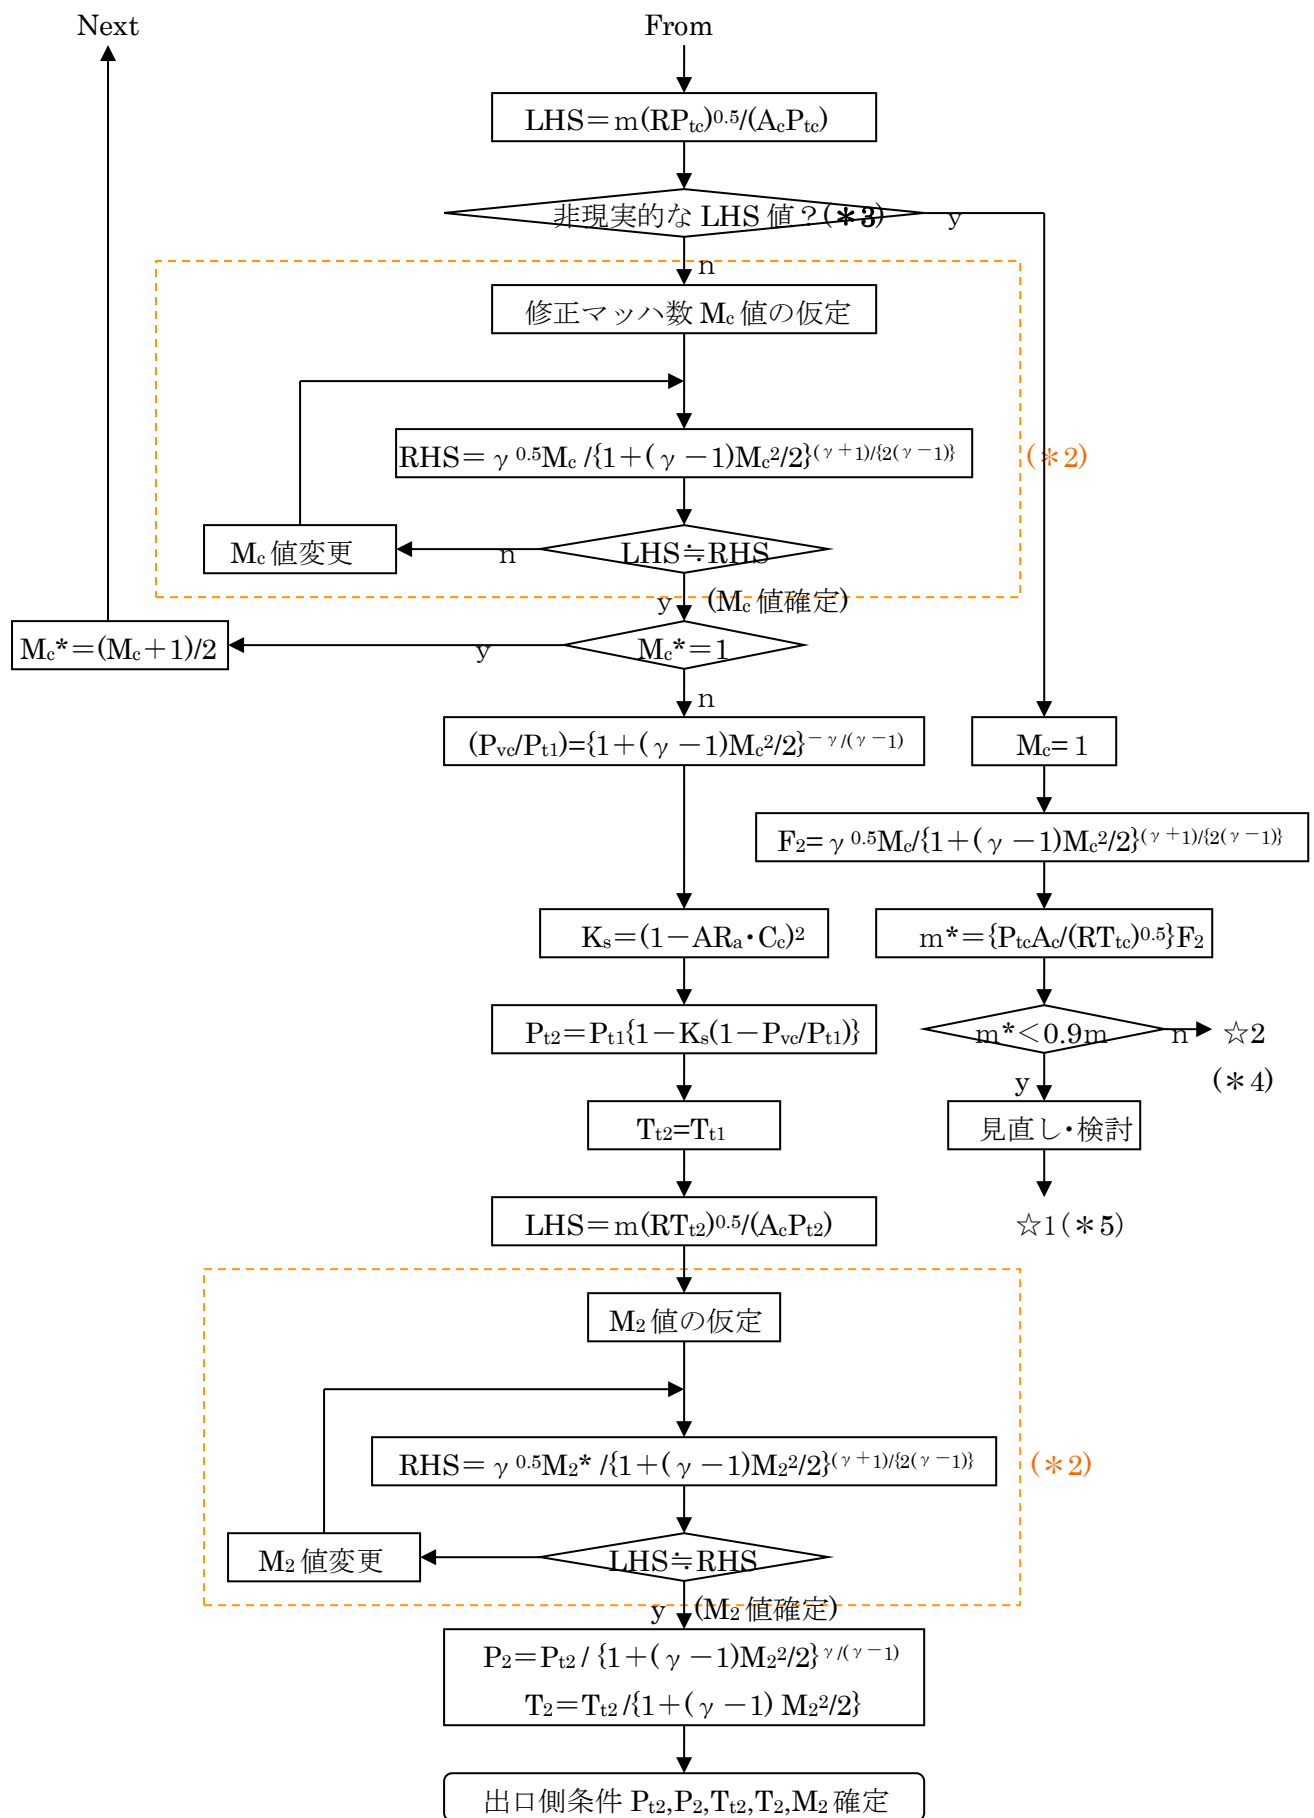 Next
From
LHS=m(RPtc)0.5/(AcPtc)
非現実的な LHS 値?(*3)
y
n
修正マッハ数 Mc 値の仮定
RHS=γ0.5Mc /{1+(γ-1)Mc2/2}(γ+1)/{2(γ-1)}
(*2)
Mc 値変更
n
LHS≒RHS
y
(Mc 値確定)
Mc*=(Mc+1)/2
y
Mc*=1
n
(Pvc/Pt1)={1+(γ-1)Mc2/2}-γ/(γ-1)
Mc=1
F2=γ0.5Mc/{1+(γ-1)Mc2/2}(γ+1)/{2(γ-1)}
Ks=(1-ARa・Cc)2
m*={PtcAc/(RTtc)0.5}F2
Pt2=Pt1{1-Ks(1-Pvc/Pt1)}
m*<0.9m
n
☆2
(*4)
y
Tt2=Tt1
見直し・検討
LHS=m(RTt2)0.5/(AcPt2)
☆1(*5)
M2 値の仮定
RHS=γ0.5M2* /{1+(γ-1)M22/2}(γ+1)/{2(γ-1)}
(*2)
M2 値変更
LHS≒RHS
y
(M2 値確定)
P2=Pt2 / {1+(γ-1)M22/2}γ/(γ-1)
T2=Tt2 /{1+(γ-1) M22/2}
出口側条件 Pt2,P2,Tt2,T2,M2 確定